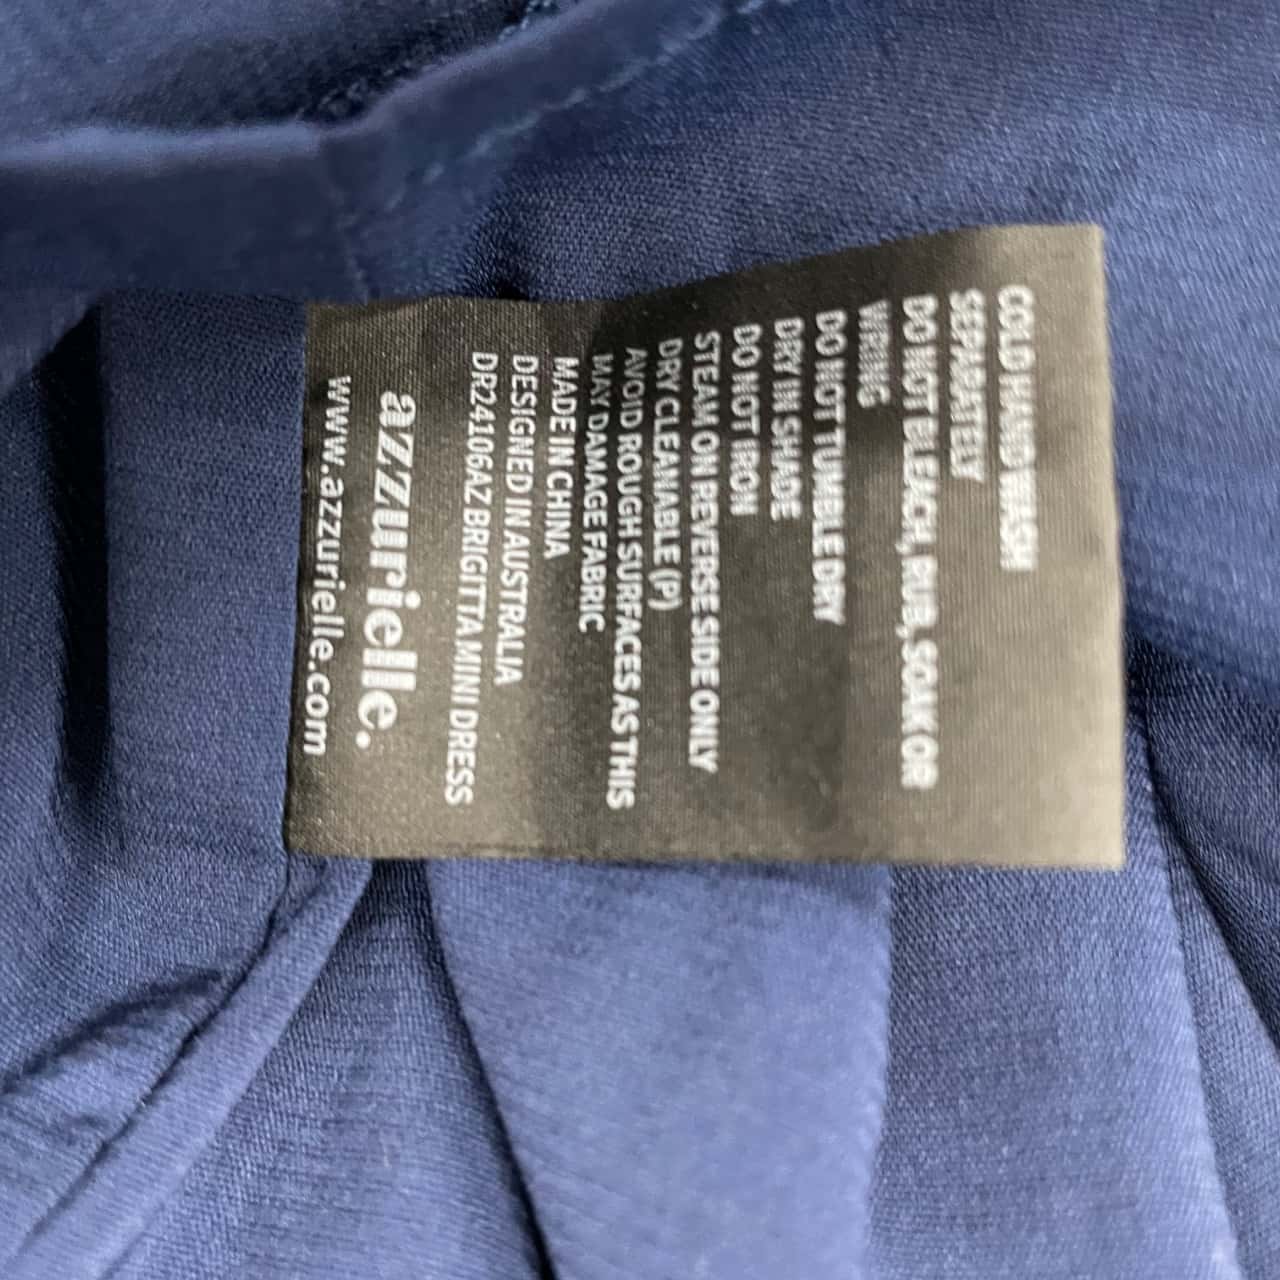 COLD HAND WASH
SEPARATELY
DO NOT BLEACH, RUB, SOAK OR
WIRING
DO NOT TUMBLE DRY
DRY IN SHADE
DO NOT IRON
STEAM ON REVERSE SIDE ONLY
DRY CLEANABLE (P)
AVOID ROUGH SURFACES AS THIS
MAY DAMAGE FABRIC
MADE IN CHINA
DESIGNED IN AUSTRALIA
DR24106AZ BRIGITTA MINI DRESS
azzurielle.
www.azzurielle.com